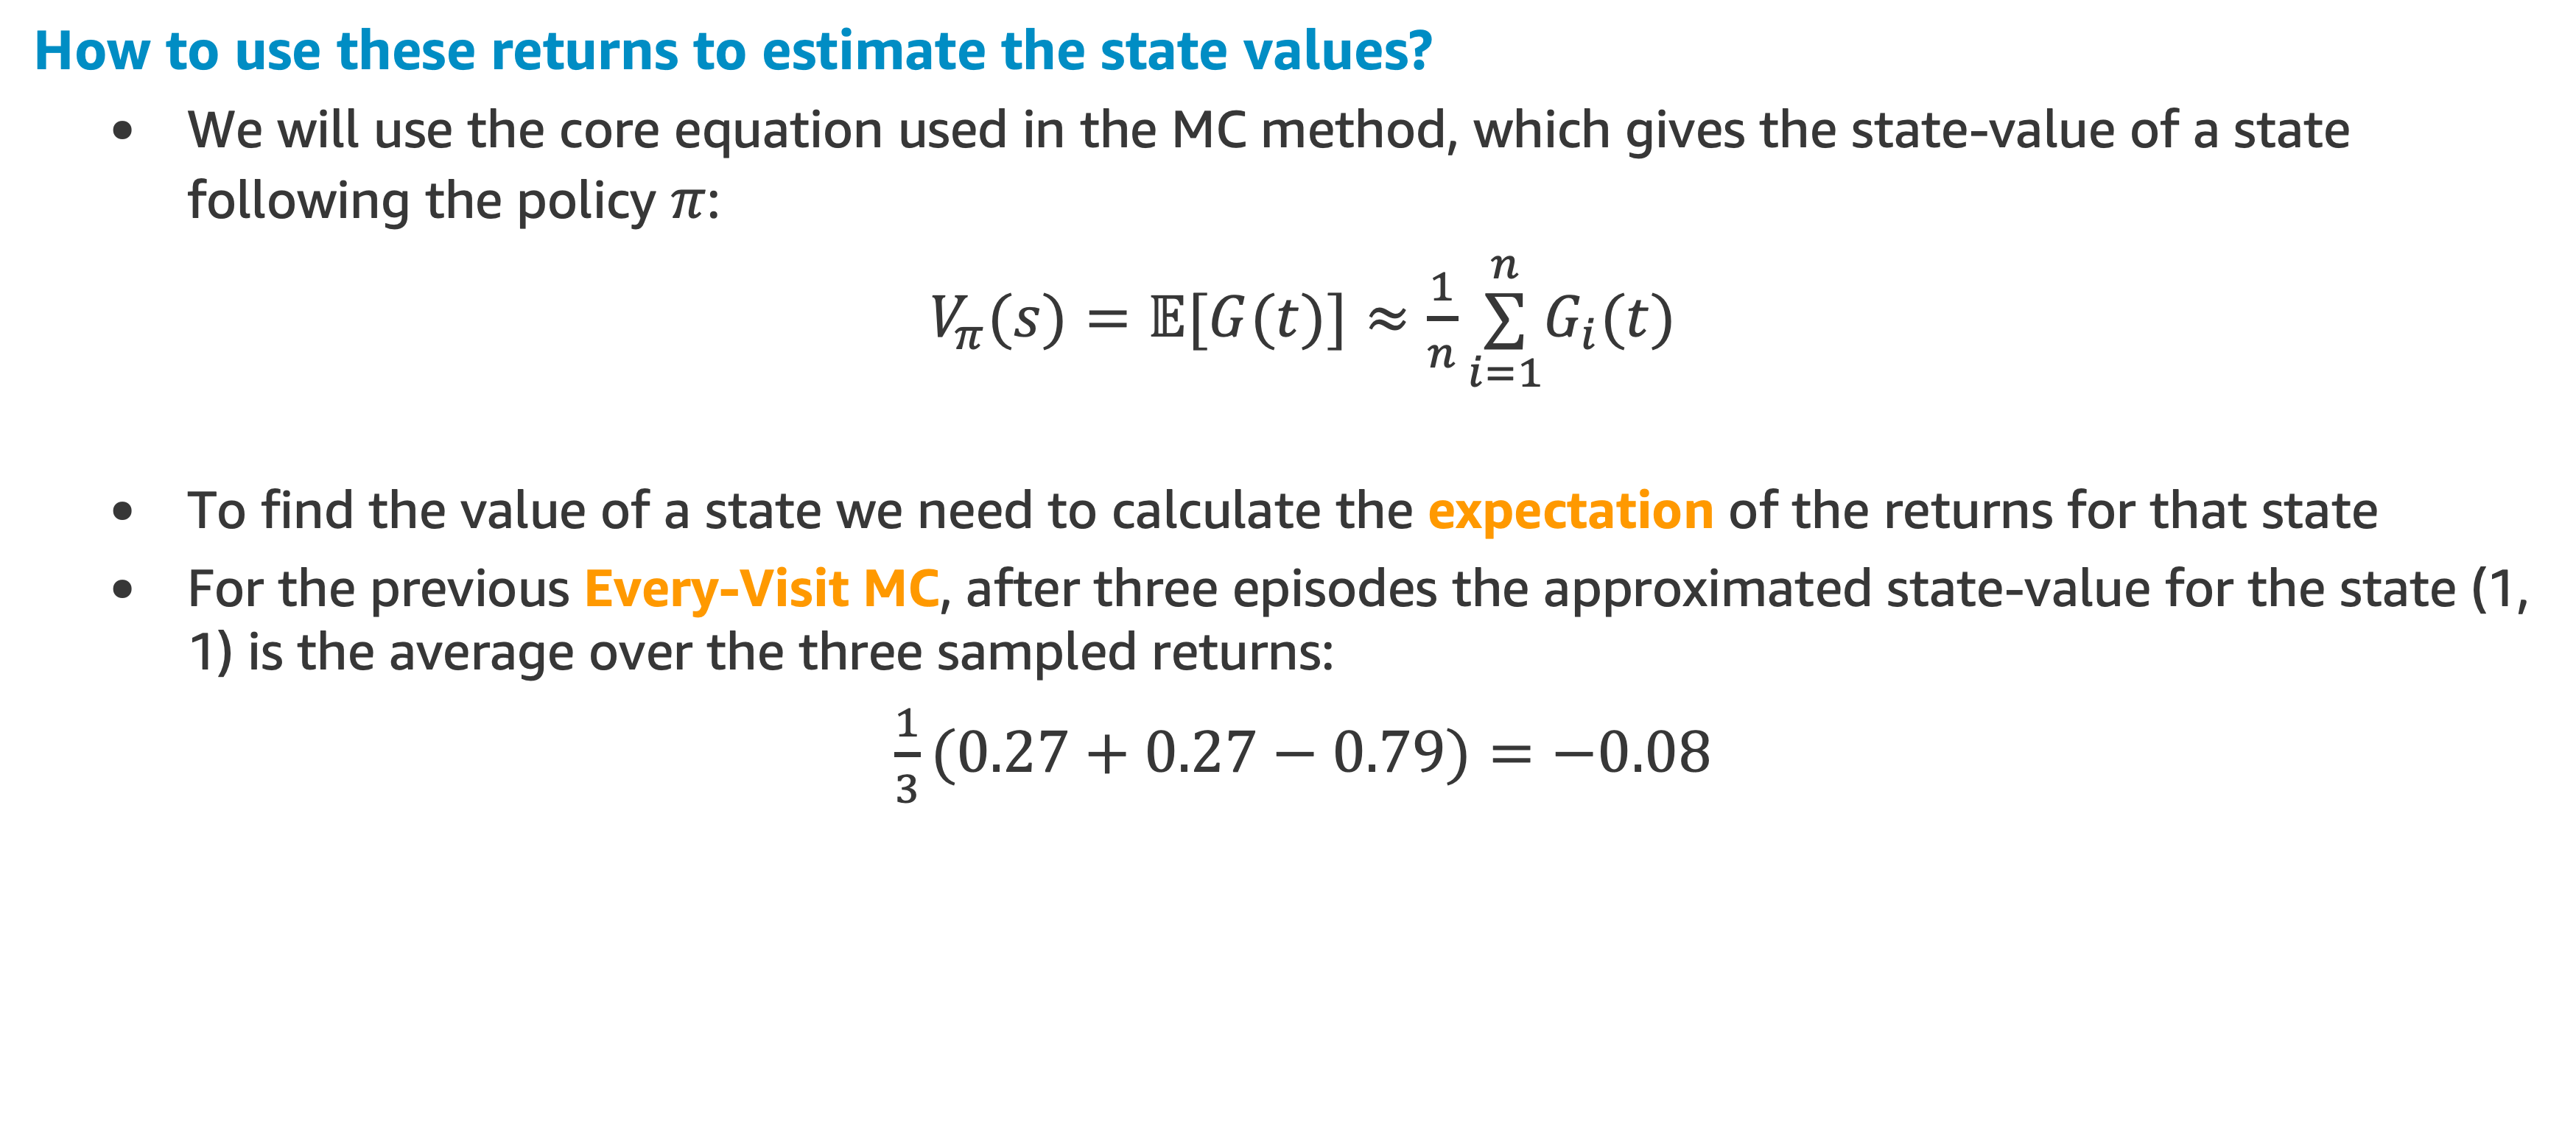 How to use these returns to estimate the state values?
• We will use the core equation used in the MC method, which gives the state-value of a state
following the policy π:
V_π(s) = 𝔼[G(t)] ≈ 1/n ∑_{i=1}^{n} G_i(t)
• To find the value of a state we need to calculate the expectation of the returns for that state
• For the previous Every-Visit MC, after three episodes the approximated state-value for the state (1,
1) is the average over the three sampled returns:
1/3 (0.27 + 0.27 − 0.79) = −0.08